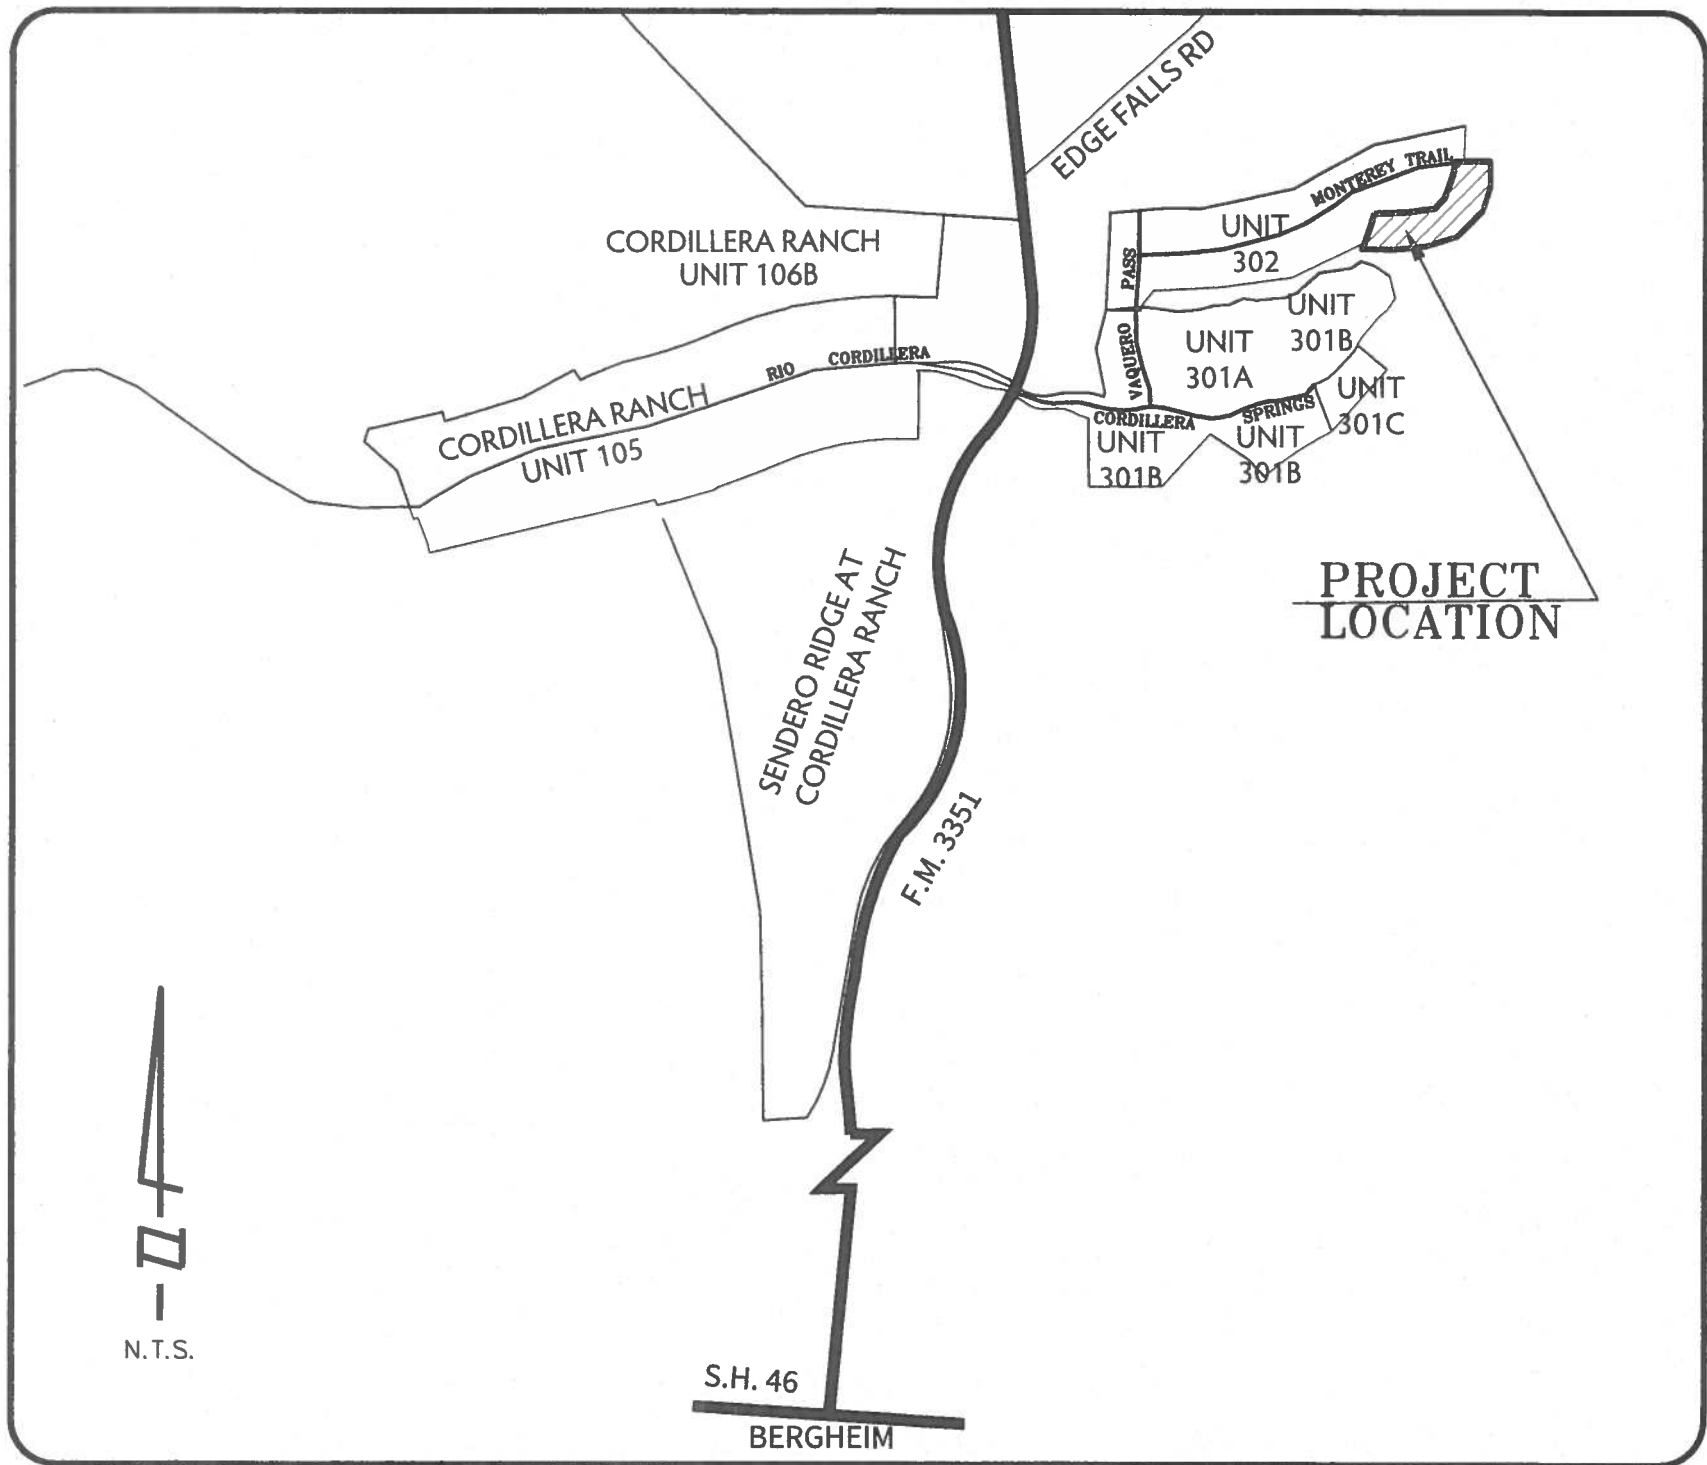 EDGE FALLS RD
MONTEREY TRAIL
CORDILLERA RANCH
UNIT 106B
UNIT
302
PASS
VAQUERO
UNIT
301B
UNIT
301A
RIO CORDILLERA
CORDILLERA RANCH
UNIT 105
CORDILLERA SPRINGS
UNIT
301C
UNIT
301B
UNIT
301B
PROJECT
LOCATION
SENDERO RIDGE AT
CORDILLERA RANCH
F.M. 3351
N.T.S.
S.H. 46
BERGHEIM